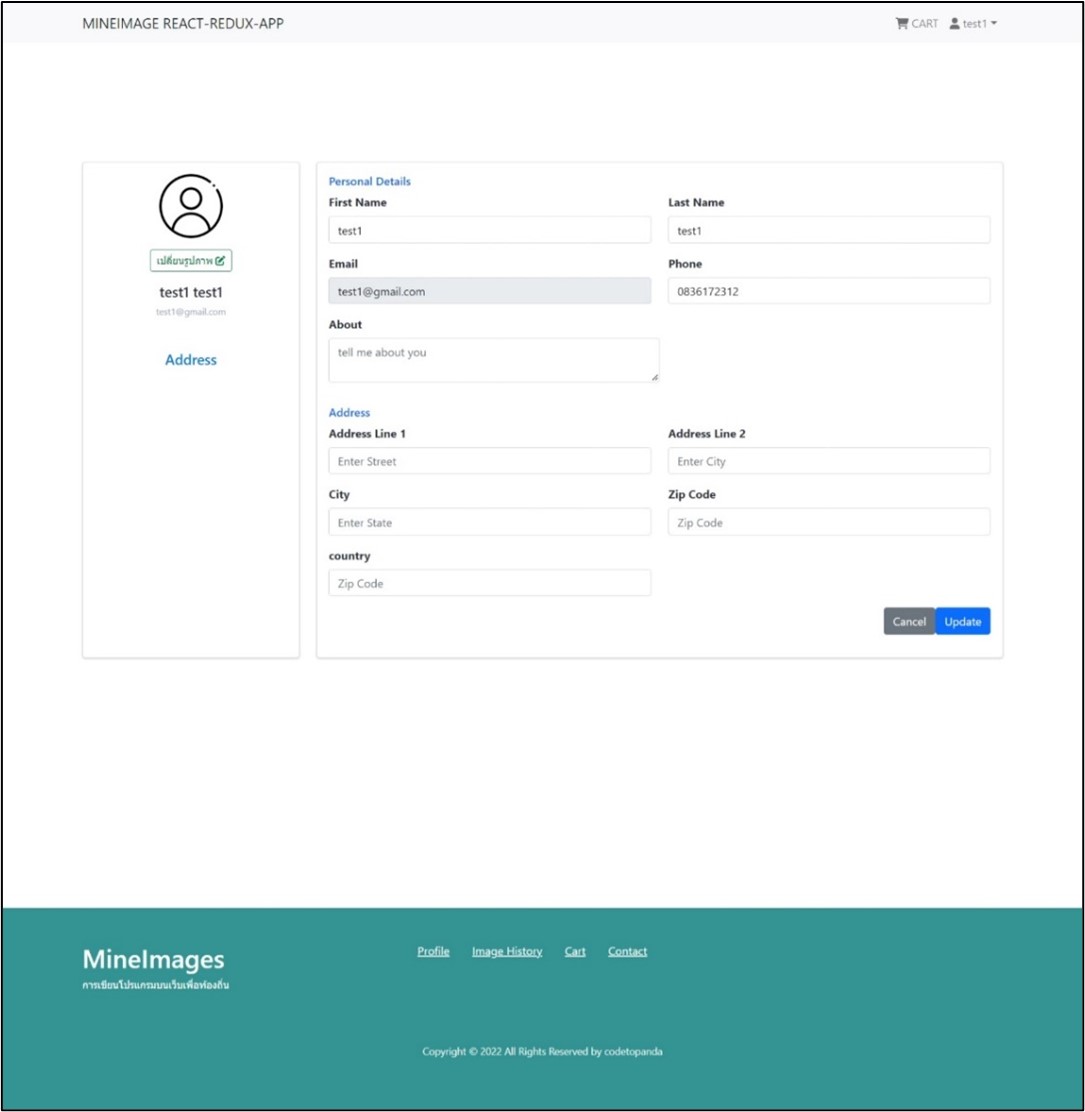 MINEIMAGE REACT-REDUX-APP
CART test1
เปลี่ยนรูปภาพ
test1 test1
test1@gmail.com
Address
Personal Details
First Name
Last Name
test1
test1
Email
Phone
test1@gmail.com
0836172312
About
tell me about you
Address
Address Line 1
Address Line 2
Enter Street
Enter City
City
Zip Code
Enter State
Zip Code
country
Zip Code
Cancel Update
MineImages
การเขียนโปรแกรมบนเว็บเพื่อท้องถิ่น
Profile Image History Cart Contact
Copyright © 2022 All Rights Reserved by codetopanda